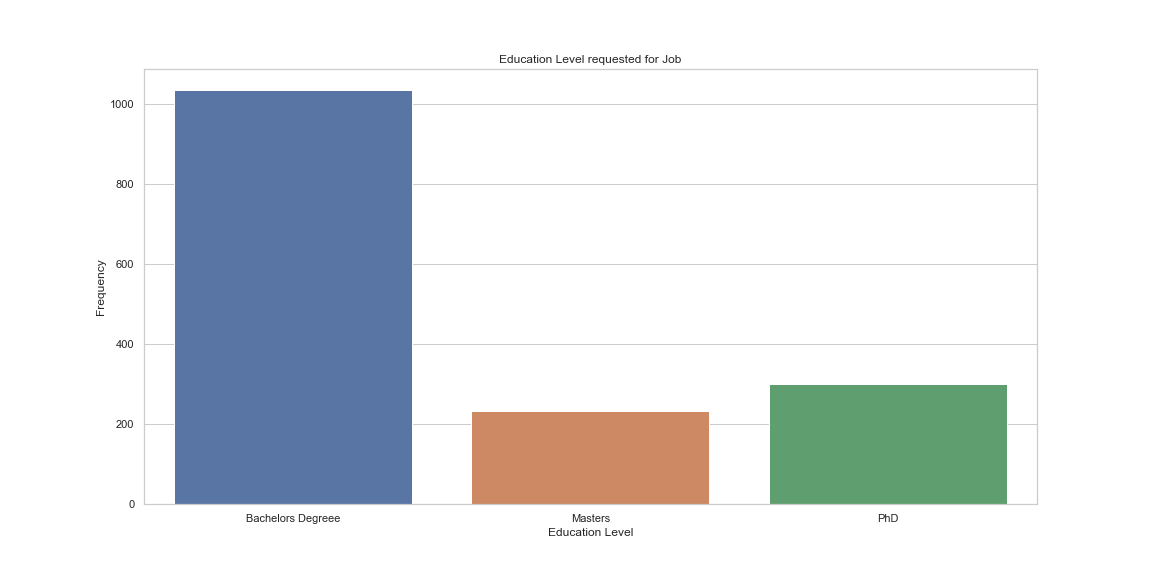 Education Level requested for Job
1000
800
600
400
200
0
Frequency
Bachelors Degreee
Masters
PhD
Education Level